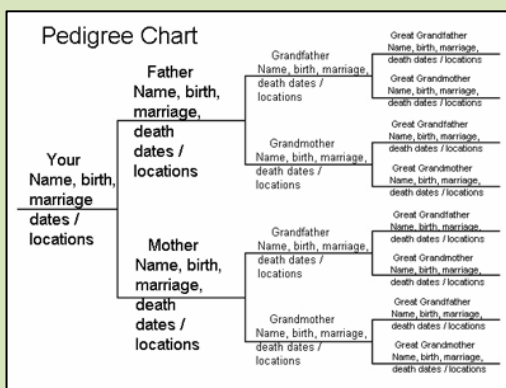 Pedigree Chart
Your
Name, birth,
marriage
dates /
locations
Father
Name, birth,
marriage,
death
dates /
locations
Mother
Name, birth,
marriage,
death
dates /
locations
Grandfather
Name, birth, marriage,
death dates /
locations
Grandmother
Name, birth, marriage,
death dates /
locations
Grandfather
Name, birth, marriage,
death dates /
locations
Grandmother
Name, birth, marriage,
death dates /
locations
Great Grandfather
Name, birth, marriage,
death dates / locations
Great Grandmother
Name, birth, marriage,
death dates / locations
Great Grandfather
Name, birth, marriage,
death dates / locations
Great Grandmother
Name, birth, marriage,
death dates / locations
Great Grandfather
Name, birth, marriage,
death dates / locations
Great Grandmother
Name, birth, marriage,
death dates / locations
Great Grandfather
Name, birth, marriage,
death dates / locations
Great Grandmother
Name, birth, marriage,
death dates / locations